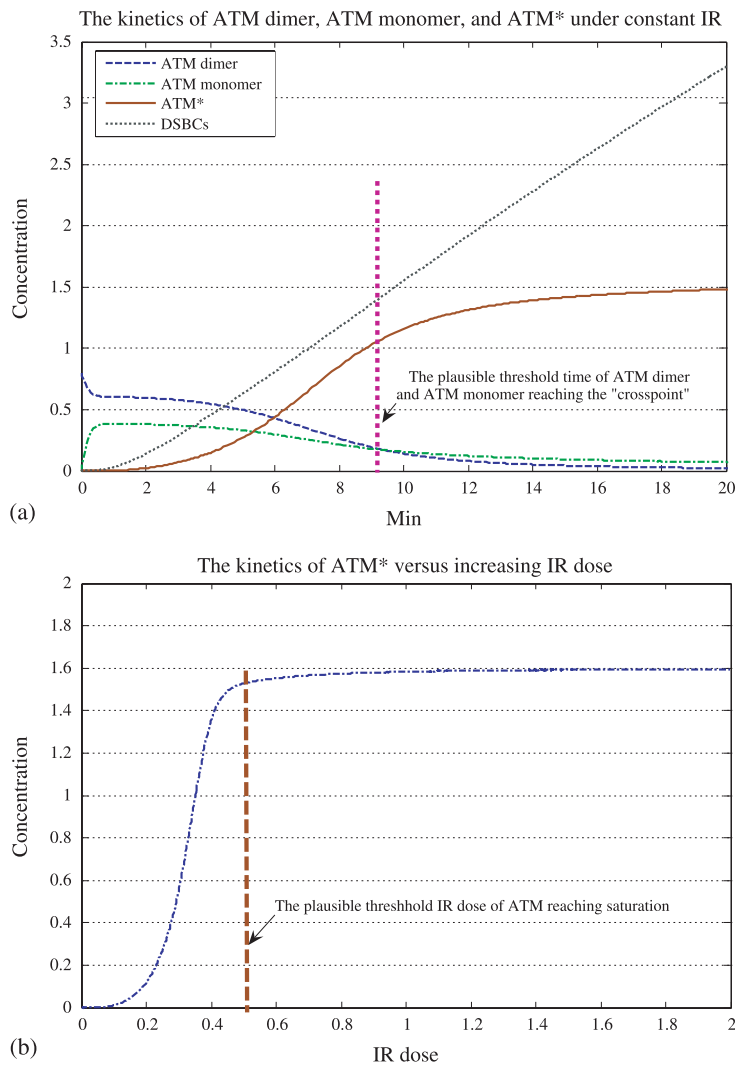 The kinetics of ATM dimer, ATM monomer, and ATM* under constant IR
3.5
3
2.5
2
1.5
1
0.5
0
Concentration
ATM dimer
ATM monomer
ATM*
DSBCs
The plausible threshold time of ATM dimer
and ATM monomer reaching the "crosspoint"
0 2 4 6 8 10 12 14 16 18 20
Min
(a)
The kinetics of ATM* versus increasing IR dose
2
1.8
1.6
1.4
1.2
1
0.8
0.6
0.4
0.2
0
Concentration
The plausible threshhold IR dose of ATM reaching saturation
0 0.2 0.4 0.6 0.8 1 1.2 1.4 1.6 1.8 2
IR dose
(b)